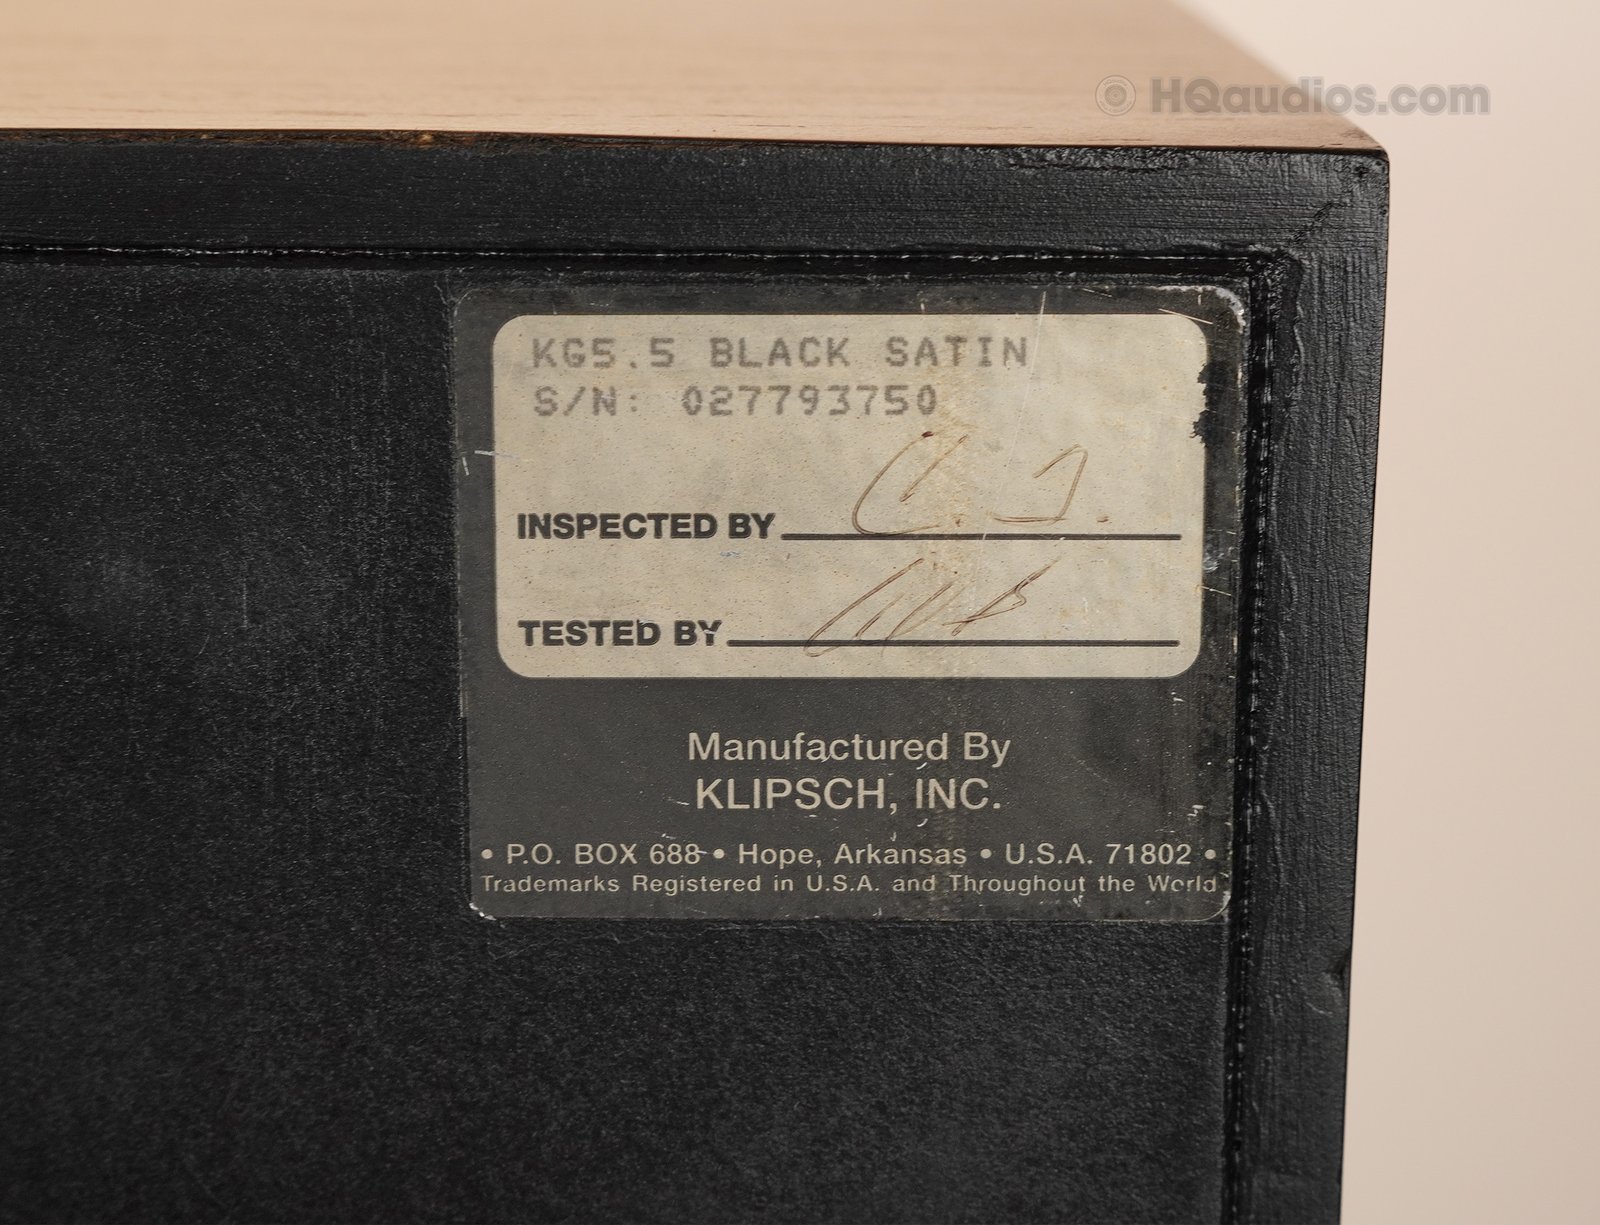 HQaudios.com
KG5.5 BLACK SATIN
S/N: 027793750
INSPECTED BY
TESTED BY
Manufactured By
KLIPSCH, INC.
• P.O. BOX 688 • Hope, Arkansas • U.S.A. 71802 •
Trademarks Registered in U.S.A. and Throughout the World